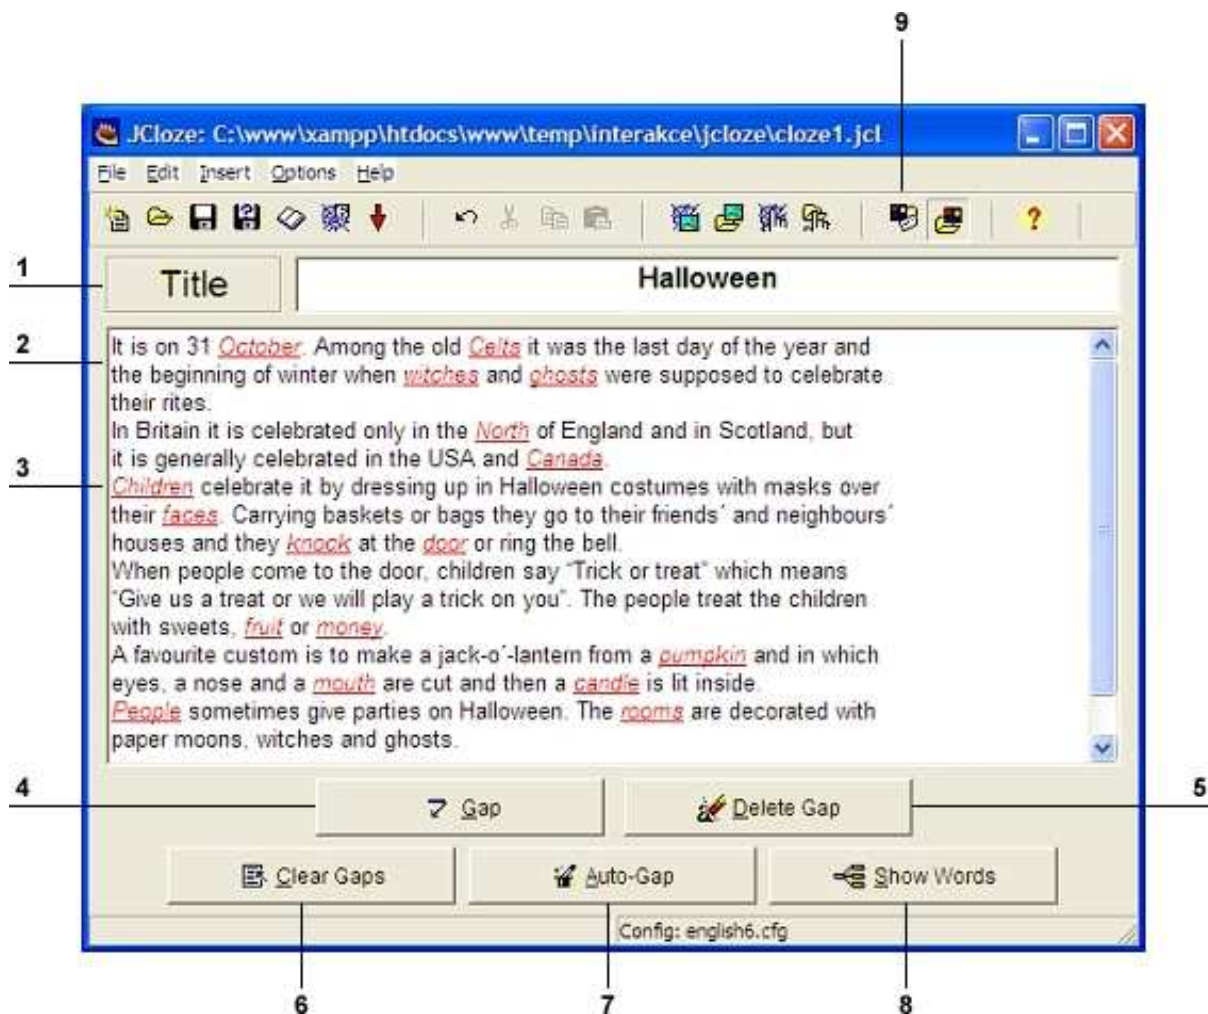 9
JCloze: C:\www\xampp\htdocs\www\temp\interakce\jcloze\cloze1.jcl
File Edit Insert Options Help
?
1
Title
Halloween
2
It is on 31 October. Among the old Celts it was the last day of the year and
the beginning of winter when witches and ghosts were supposed to celebrate
their rites.
In Britain it is celebrated only in the North of England and in Scotland, but
it is generally celebrated in the USA and Canada.
3
Children celebrate it by dressing up in Halloween costumes with masks over
their faces. Carrying baskets or bags they go to their friends´ and neighbours´
houses and they knock at the door or ring the bell.
When people come to the door, children say “Trick or treat” which means
“Give us a treat or we will play a trick on you”. The people treat the children
with sweets, fruit or money.
A favourite custom is to make a jack-o´-lantern from a pumpkin and in which
eyes, a nose and a mouth are cut and then a candle is lit inside.
People sometimes give parties on Halloween. The rooms are decorated with
paper moons, witches and ghosts.
4
Gap
Delete Gap
5
Clear Gaps
Auto-Gap
Show Words
Config: english6.cfg
6
7
8